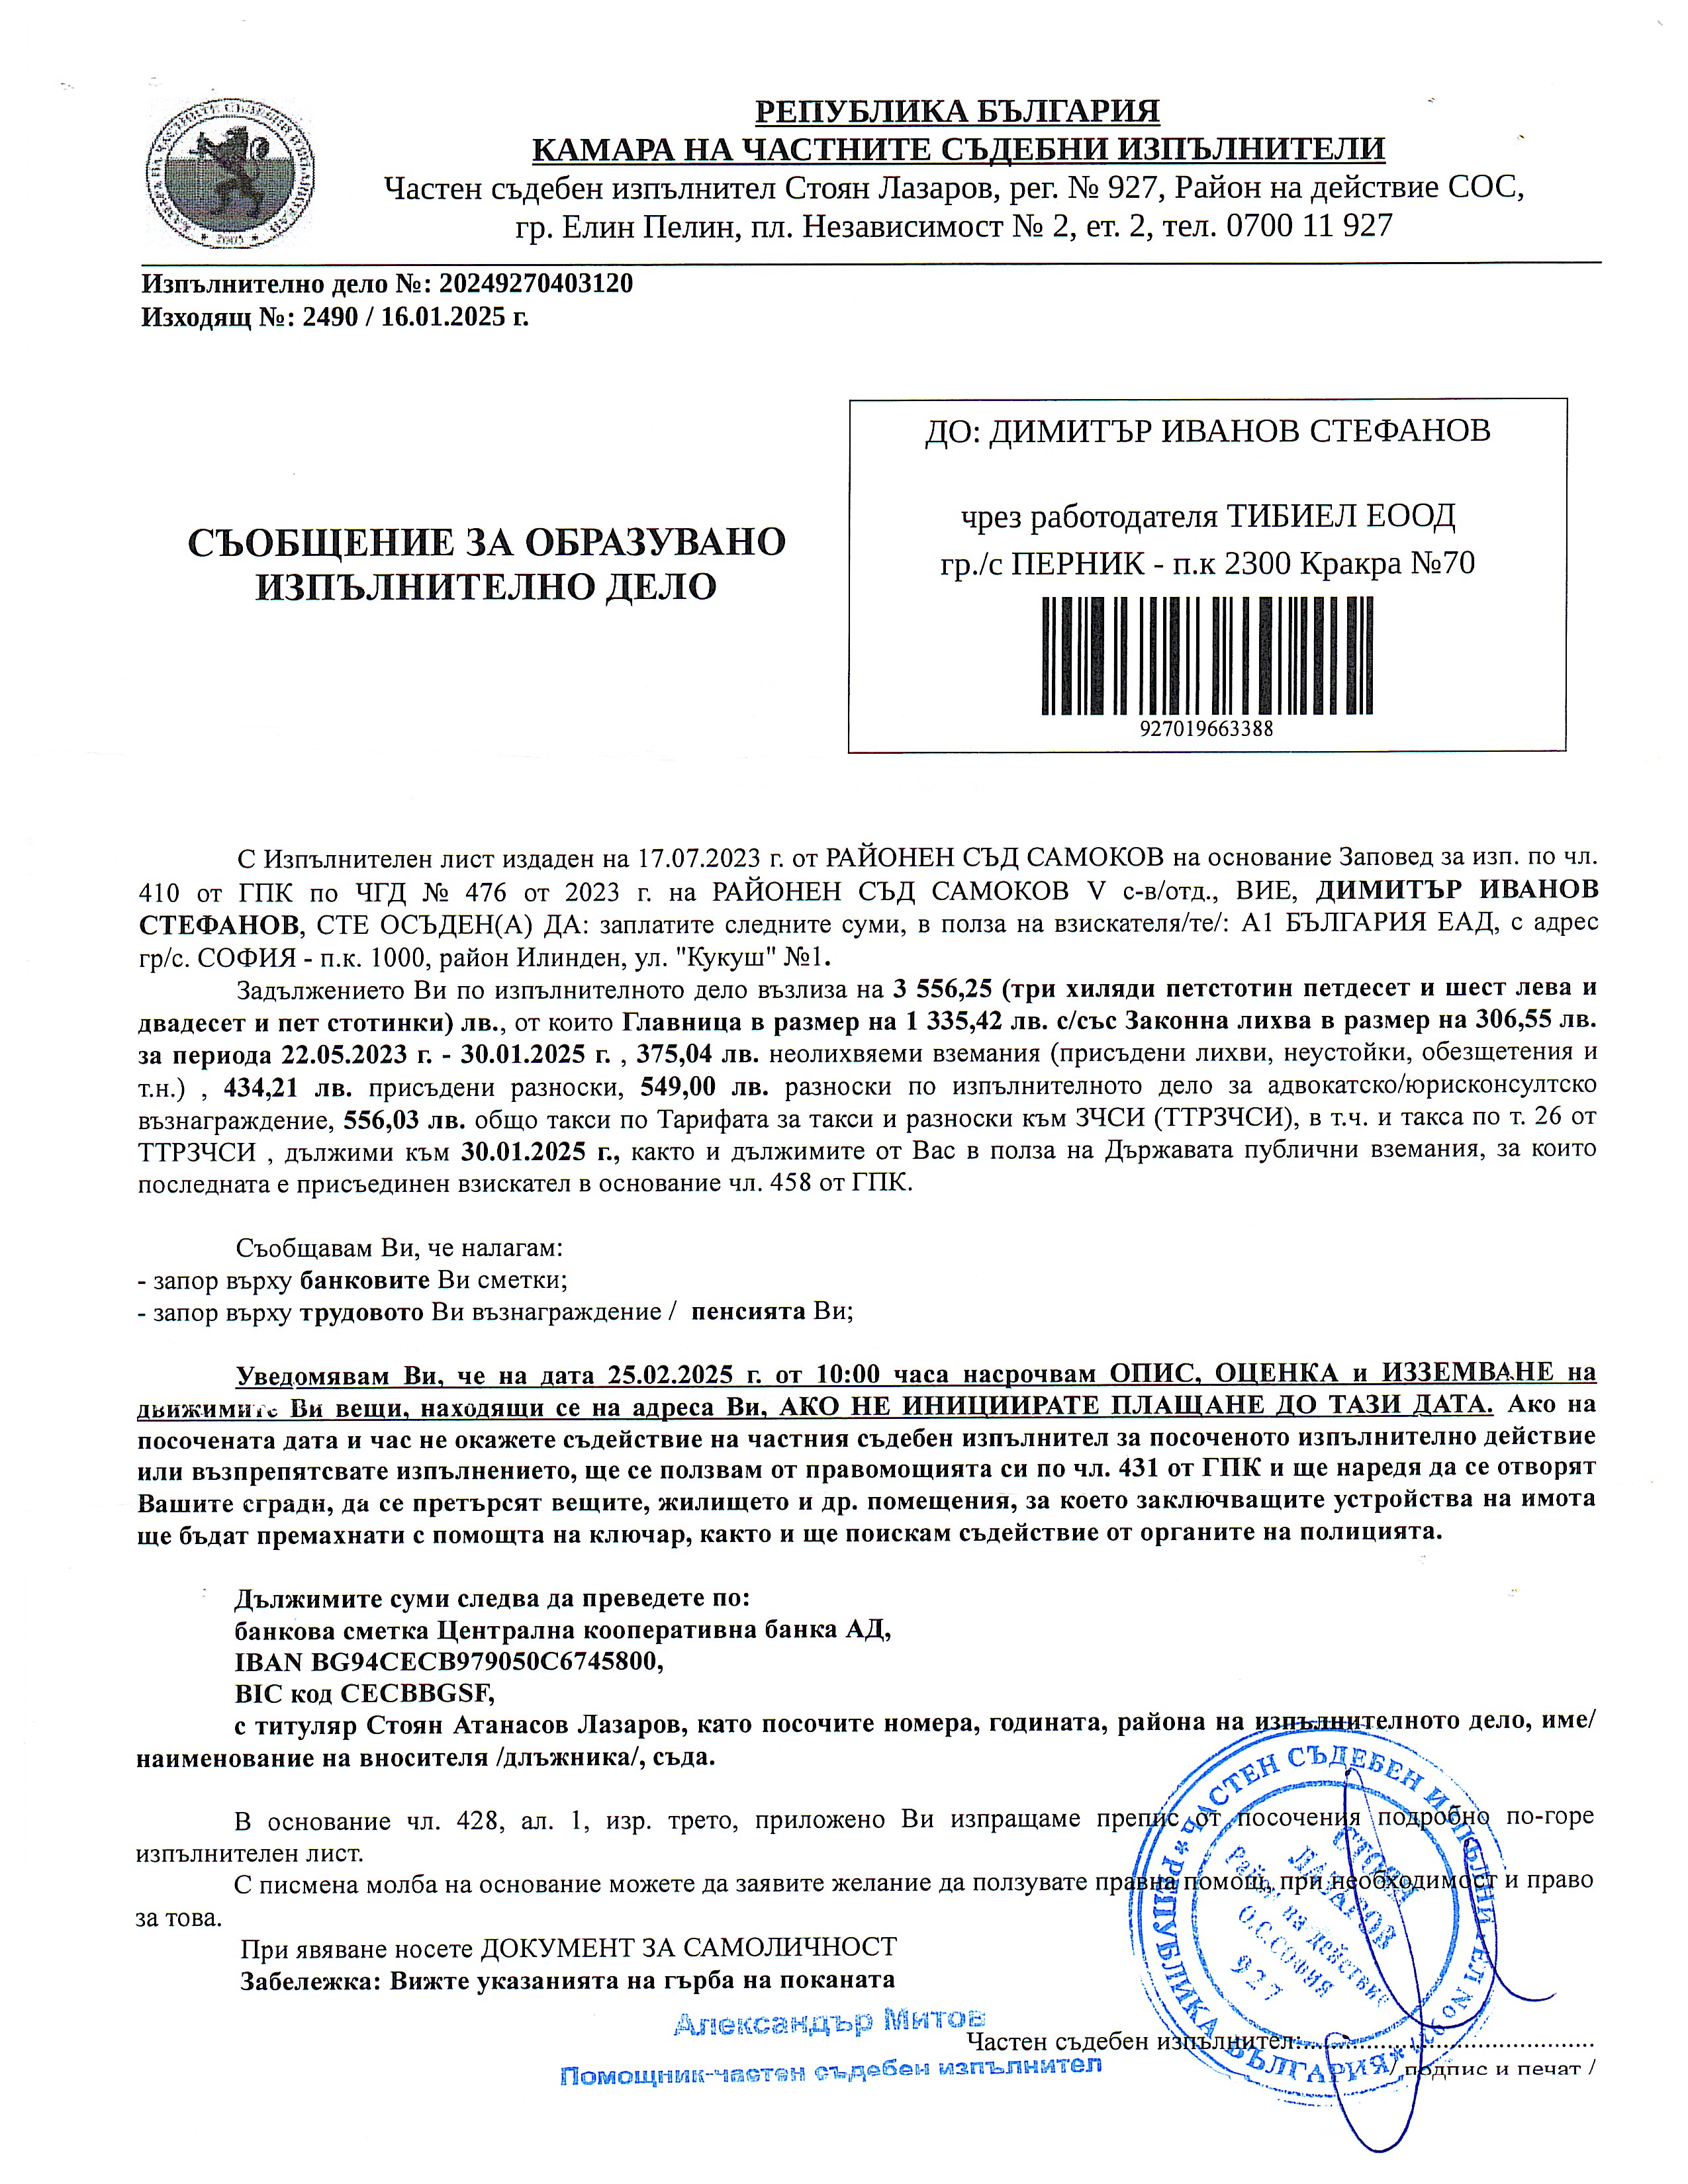 РЕПУБЛИКА БЪЛГАРИЯ
КАМАРА НА ЧАСТНИТЕ СЪДЕБНИ ИЗПЪЛНИТЕЛИ
Частен съдебен изпълнител Стоян Лазаров, рег. № 927, Район на действие СОС,
гр. Елин Пелин, пл. Независимост № 2, ет. 2, тел. 0700 11 927
Изпълнително дело №: 20249270403120
Изходящ №: 2490 / 16.01.2025 г.
ДО: ДИМИТЪР ИВАНОВ СТЕФАНОВ
чрез работодателя ТИБИЕЛ ЕООД
гр./с ПЕРНИК - п.к 2300 Кракра №70
927019663388
СЪОБЩЕНИЕ ЗА ОБРАЗУВАНО
ИЗПЪЛНИТЕЛНО ДЕЛО
С Изпълнителен лист издаден на 17.07.2023 г. от РАЙОНЕН СЪД САМОКОВ на основание Заповед за изп. по чл.
410 от ГПК по ЧГД № 476 от 2023 г. на РАЙОНЕН СЪД САМОКОВ V с-в/отд., ВИЕ, ДИМИТЪР ИВАНОВ
СТЕФАНОВ, СТЕ ОСЪДЕН(А) ДА: заплатите следните суми, в полза на взискателя/те/: А1 БЪЛГАРИЯ ЕАД, с адрес
гр/с. СОФИЯ - п.к. 1000, район Илинден, ул. "Кукуш" №1.
Задължението Ви по изпълнителното дело възлиза на 3 556,25 (три хиляди петстотин петдесет и шест лева и
двадесет и пет стотинки) лв., от които Главница в размер на 1 335,42 лв. с/със Законна лихва в размер на 306,55 лв.
за периода 22.05.2023 г. - 30.01.2025 г. , 375,04 лв. неолихвяеми вземания (присъдени лихви, неустойки, обезщетения и
т.н.) , 434,21 лв. присъдени разноски, 549,00 лв. разноски по изпълнителното дело за адвокатско/юрисконсултско
възнаграждение, 556,03 лв. общо такси по Тарифата за такси и разноски към ЗЧСИ (ТТРЗЧСИ), в т.ч. и такса по т. 26 от
ТТРЗЧСИ , дължими към 30.01.2025 г., както и дължимите от Вас в полза на Държавата публични вземания, за които
последната е присъединен взискател в основание чл. 458 от ГПК.
Съобщавам Ви, че налагам:
- запор върху банковите Ви сметки;
- запор върху трудовото Ви възнаграждение / пенсията Ви;
Уведомявам Ви, че на дата 25.02.2025 г. от 10:00 часа насрочвам ОПИС, ОЦЕНКА и ИЗЗЕМВАНЕ на
движимите Ви вещи, находящи се на адреса Ви, АКО НЕ ИНИЦИИРАТЕ ПЛАЩАНЕ ДО ТАЗИ ДАТА. Ако на
посочената дата и час не окажете съдействие на частния съдебен изпълнител за посоченото изпълнително действие
или възпрепятсвате изпълнението, ще се ползвам от правомощията си по чл. 431 от ГПК и ще наредя да се отворят
Вашите сгради, да се претърсят вещите, жилището и др. помещения, за което заключващите устройства на имота
ще бъдат премахнати с помощта на ключар, както и ще поискам съдействие от органите на полицията.
Дължимите суми следва да преведете по:
банкова сметка Централна кооперативна банка АД,
IBAN BG94CECB979050C6745800,
BIC код CECBBGSF,
с титуляр Стоян Атанасов Лазаров, като посочите номера, годината, района на изпълнителното дело, име/
наименование на вносителя /длъжника/, съда.
В основание чл. 428, ал. 1, изр. трето, приложено Ви изпращаме препис от посочения подробно по-горе
изпълнителен лист.
С писмена молба на основание можете да заявите желание да ползувате правна помощ, при необходимост и право
за това.
При явяване носете ДОКУМЕНТ ЗА САМОЛИЧНОСТ
Забележка: Вижте указанията на гърба на поканата
Александър Митов
Помощник-частен съдебен изпълнител
Частен съдебен изпълнител:
/ подпис и печат /
РЕПУБЛИКА БЪЛГАРИЯ * ЧАСТЕН СЪДЕБЕН
СТОЯН
ЛАЗАРОВ
Район на действие
О.С.СОФИЯ
927